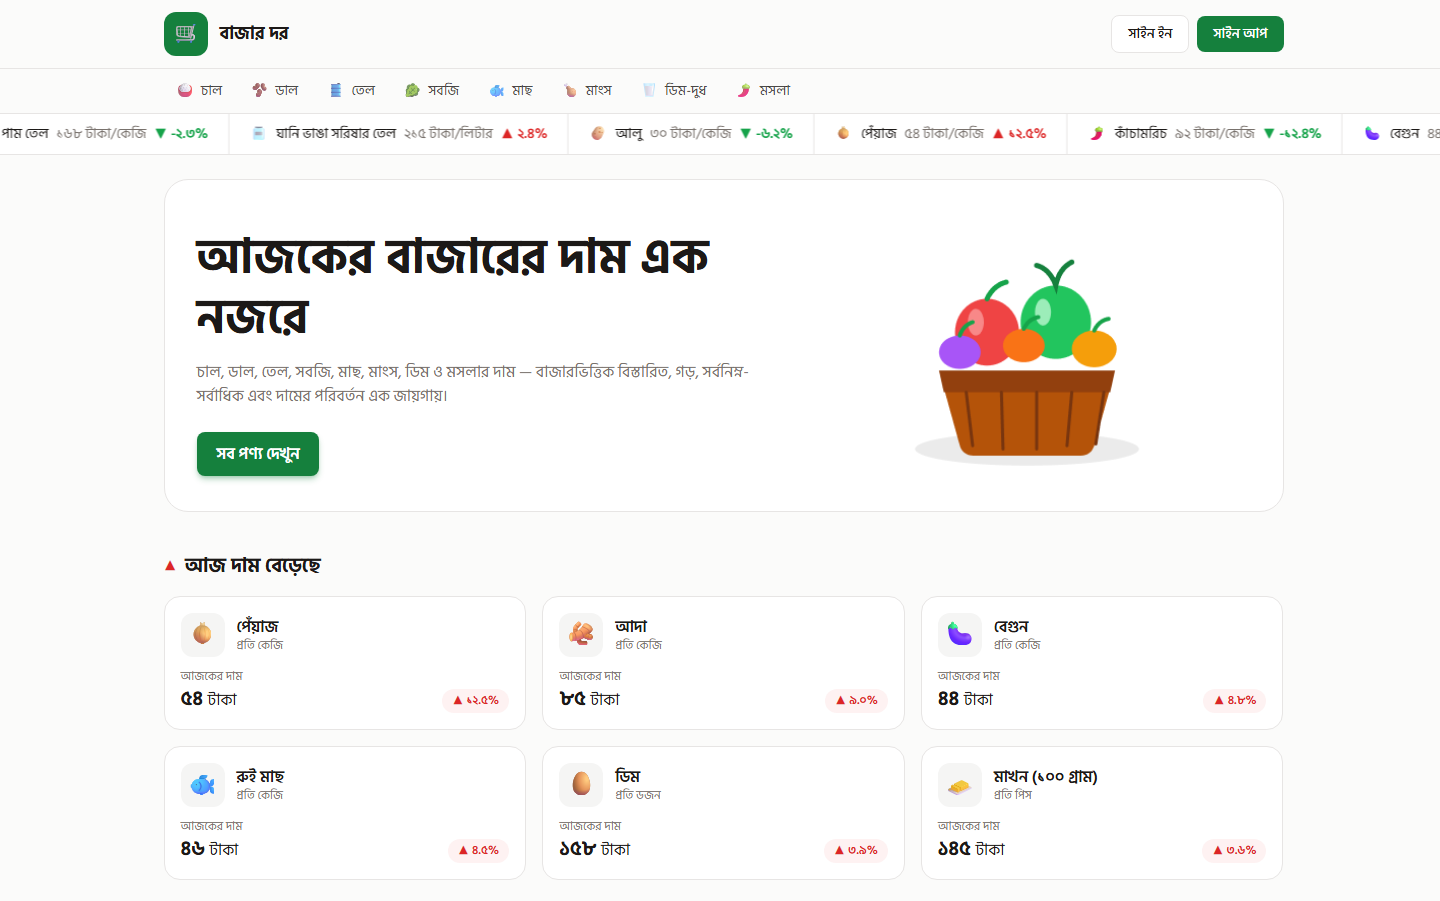 বাজার দর
সাইন ইন
সাইন আপ
চাল
ডাল
তেল
সবজি
মাছ
মাংস
ডিম-দুধ
মসলা
পাম তেল ১৬৮ টাকা/কেজি ▼ -২.৩%
ঘানি ভাঙা সরিষার তেল ২১৫ টাকা/লিটার ▲ ২.৪%
আলু ৩০ টাকা/কেজি ▼ -৬.২%
পেঁয়াজ ৫৪ টাকা/কেজি ▲ ১২.৫%
কাঁচামরিচ ৯২ টাকা/কেজি ▼ -১২.৪%
বেগুন ৪৪
আজকের বাজারের দাম এক
নজরে
চাল, ডাল, তেল, সবজি, মাছ, মাংস, ডিম ও মসলার দাম — বাজারভিত্তিক বিস্তারিত, গড়, সর্বনিম্ন-
সর্বাধিক এবং দামের পরিবর্তন এক জায়গায়।
সব পণ্য দেখুন
▲ আজ দাম বেড়েছে
পেঁয়াজ
প্রতি কেজি
আজকের দাম
৫৪ টাকা
▲ ১২.৫%
আদা
প্রতি কেজি
আজকের দাম
৮৫ টাকা
▲ ৯.০%
বেগুন
প্রতি কেজি
আজকের দাম
৪৪ টাকা
▲ ৪.৮%
রুই মাছ
প্রতি কেজি
আজকের দাম
৪৬ টাকা
▲ ৪.৫%
ডিম
প্রতি ডজন
আজকের দাম
১৫৮ টাকা
▲ ৩.৯%
মাখন (১০০ গ্রাম)
প্রতি পিস
আজকের দাম
১৪৫ টাকা
▲ ৩.৬%